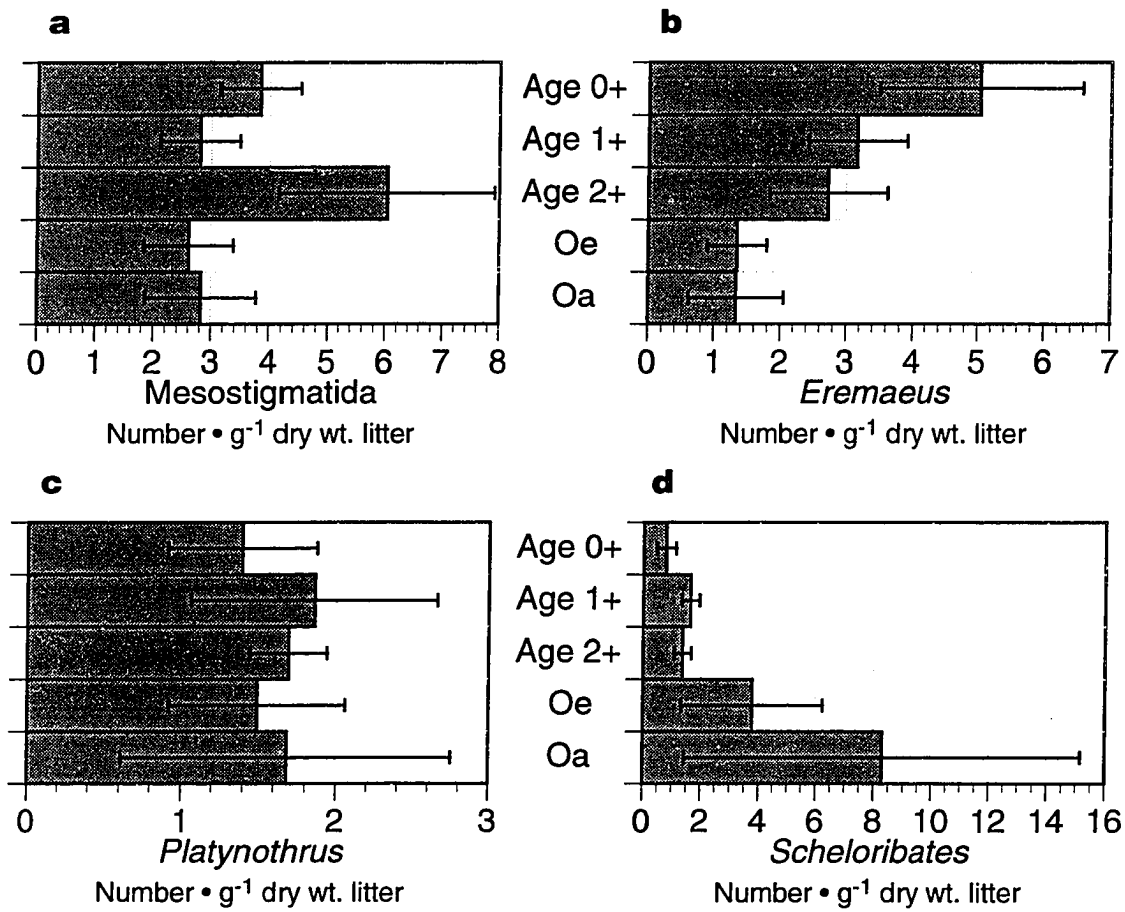 a
b
Age 0+
Age 1+
Age 2+
Oe
Oa
0 1 2 3 4 5 6 7 8
0 1 2 3 4 5 6 7
Mesostigmatida
Eremaeus
Number • g⁻¹ dry wt. litter
Number • g⁻¹ dry wt. litter
c
d
Age 0+
Age 1+
Age 2+
Oe
Oa
0 1 2 3
0 2 4 6 8 10 12 14 16
Platynothrus
Scheloribates
Number • g⁻¹ dry wt. litter
Number • g⁻¹ dry wt. litter